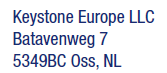 Keystone Europe LLC
Batavenweg 7
5349BC Oss, NL